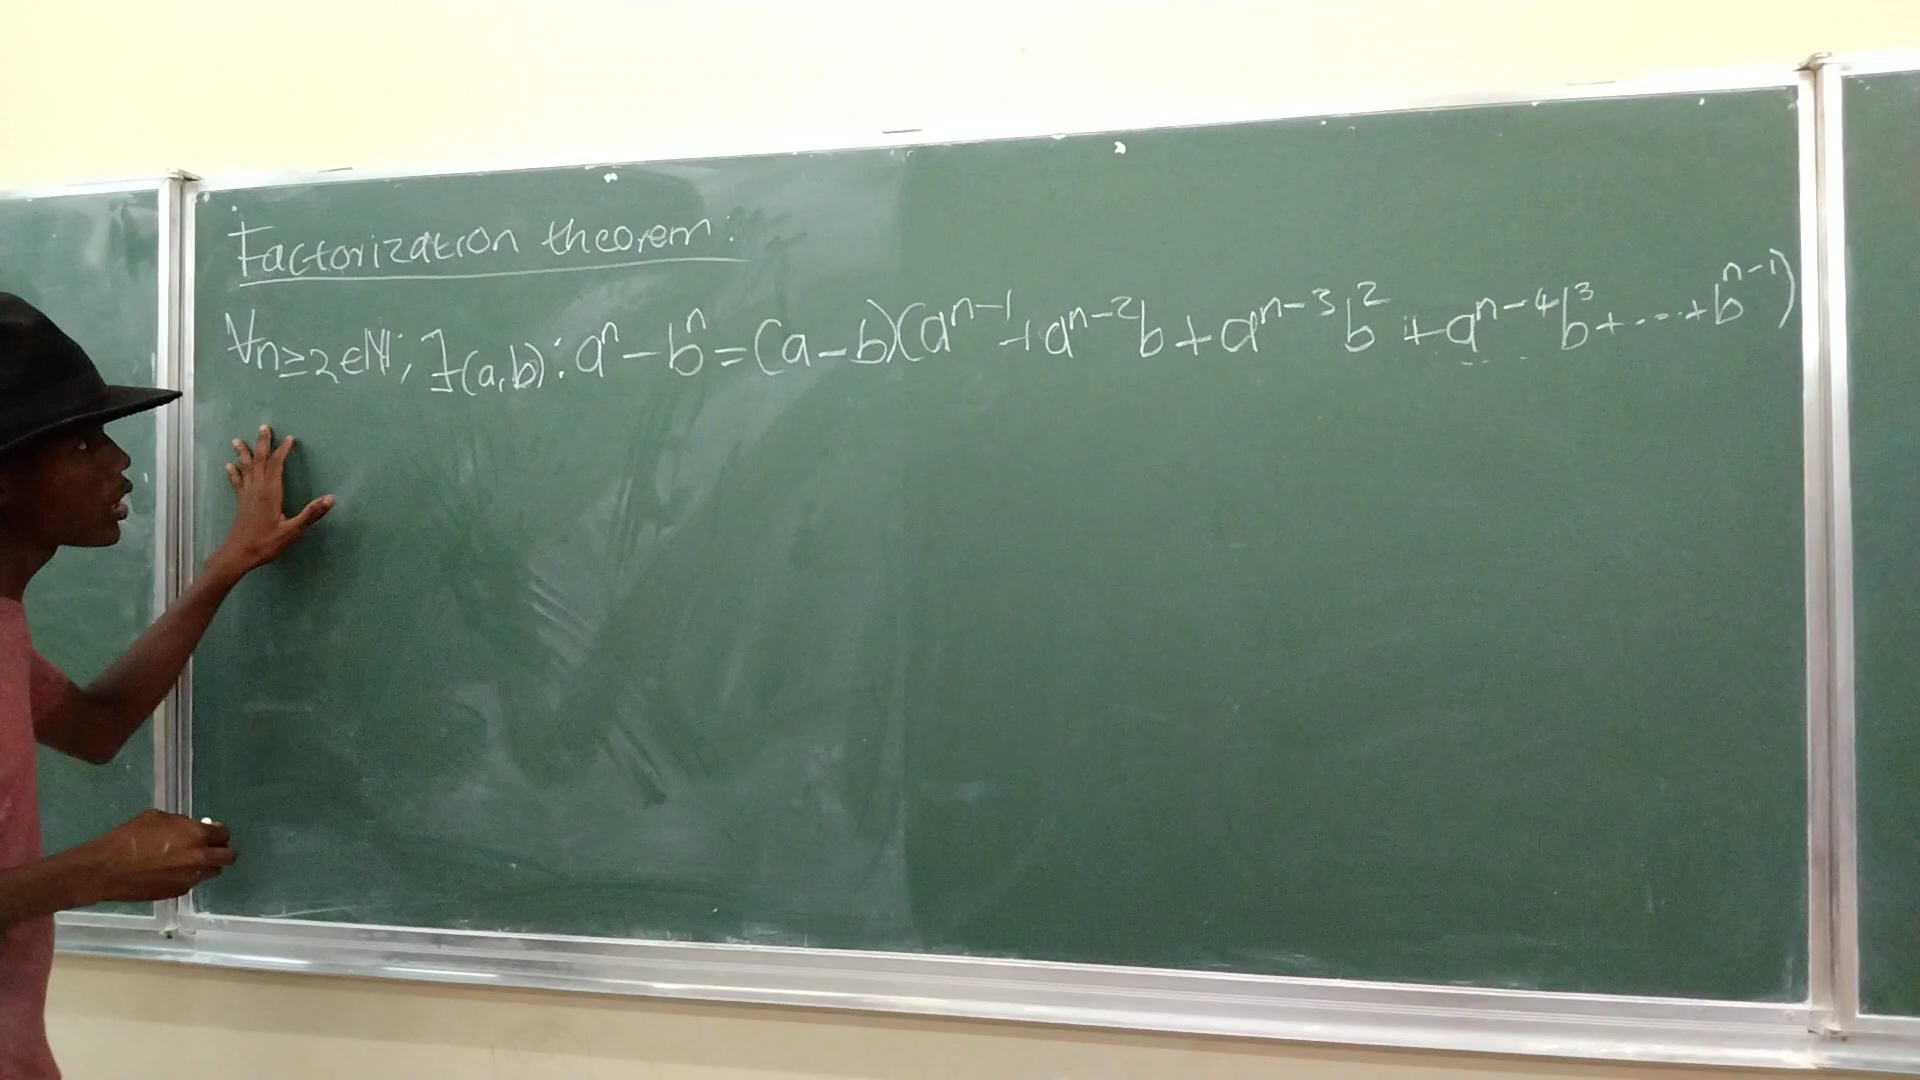 Factorization theorem:
∀n≥2∈ℕ; ∃(a,b): aⁿ−bⁿ=(a−b)(aⁿ⁻¹+aⁿ⁻²b+aⁿ⁻³b²+aⁿ⁻⁴b³+...+bⁿ⁻¹)